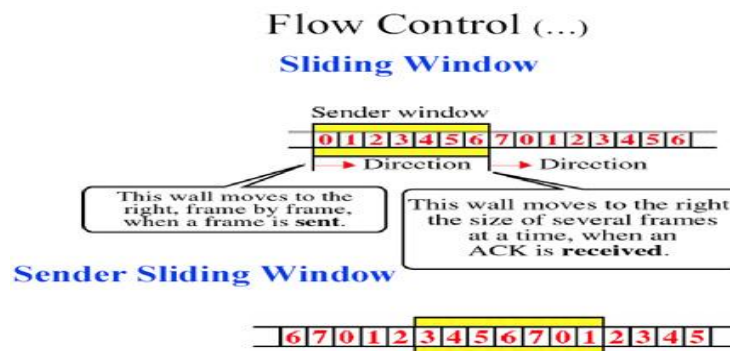 Flow Control (...)
Sliding Window
Sender window
0 1 2 3 4 5 6 7 0 1 2 3 4 5 6
Direction Direction
This wall moves to the
right, frame by frame,
when a frame is sent.
This wall moves to the right
the size of several frames
at a time, when an
ACK is received.
Sender Sliding Window
6 7 0 1 2 3 4 5 6 7 0 1 2 3 4 5